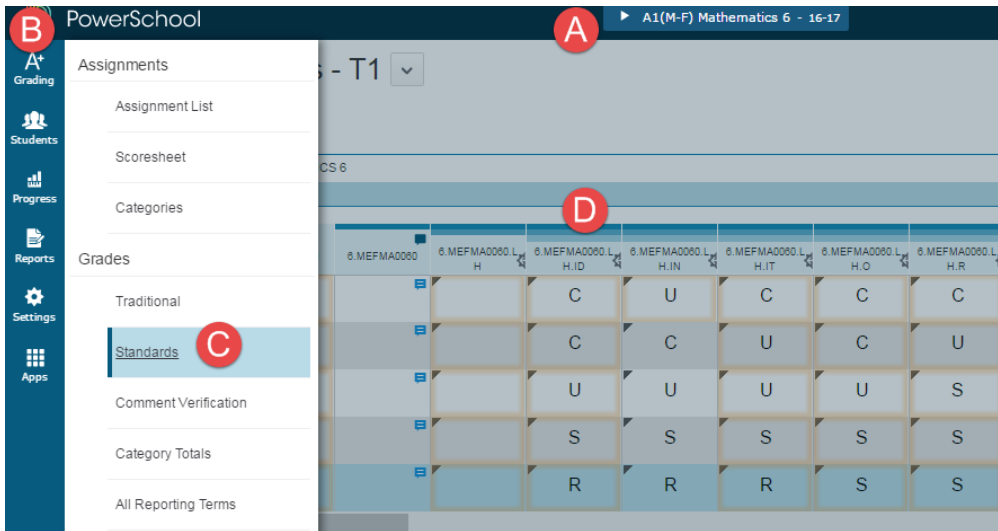 PowerSchool
A1(M-F) Mathematics 6 - 16-17
A
B
A+
Grading
Students
Progress
Reports
Settings
Apps
Assignments
Assignment List
Scoresheet
Categories
Grades
Traditional
Standards
C
Comment Verification
Category Totals
All Reporting Terms
- T1
CS 6
D
6.MEFMA0060 6.MEFMA0060.L 6.MEFMA0060.L 6.MEFMA0060.L 6.MEFMA0060.L 6.MEFMA0060.L 6.MEFMA0060.L
H H.ID H.IN H.IT H.O H.R
C U C C C
C C U C U
U U U U S
S S S S S
R R R S S